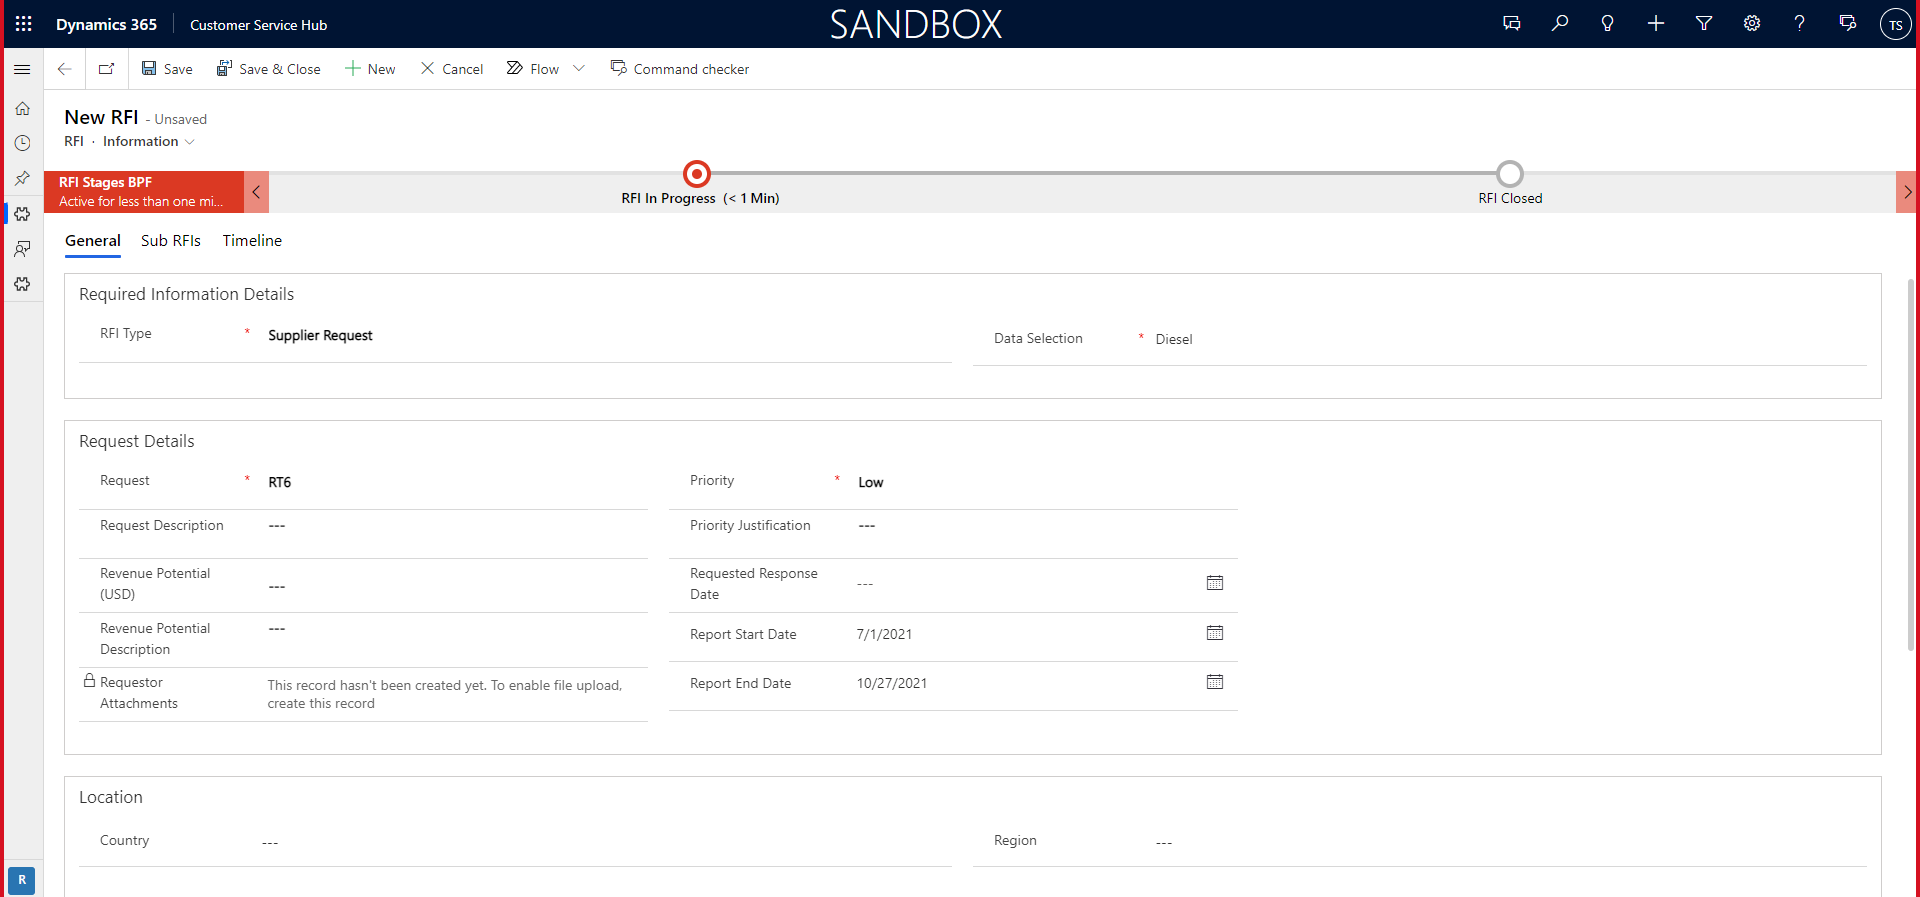 Dynamics 365
Customer Service Hub
SANDBOX
TS
Save
Save & Close
New
Cancel
Flow
Command checker
New RFI - Unsaved
RFI · Information
RFI Stages BPF
Active for less than one mi...
RFI In Progress (< 1 Min)
RFI Closed
General
Sub RFIs
Timeline
Required Information Details
RFI Type * Supplier Request
Data Selection * Diesel
Request Details
Request * RT6
Priority * Low
Request Description ---
Priority Justification ---
Revenue Potential
(USD)
---
Requested Response
Date
---
Revenue Potential
Description
---
Report Start Date 7/1/2021
Requestor
Attachments
This record hasn't been created yet. To enable file upload,
create this record
Report End Date 10/27/2021
Location
Country ---
Region ---
R